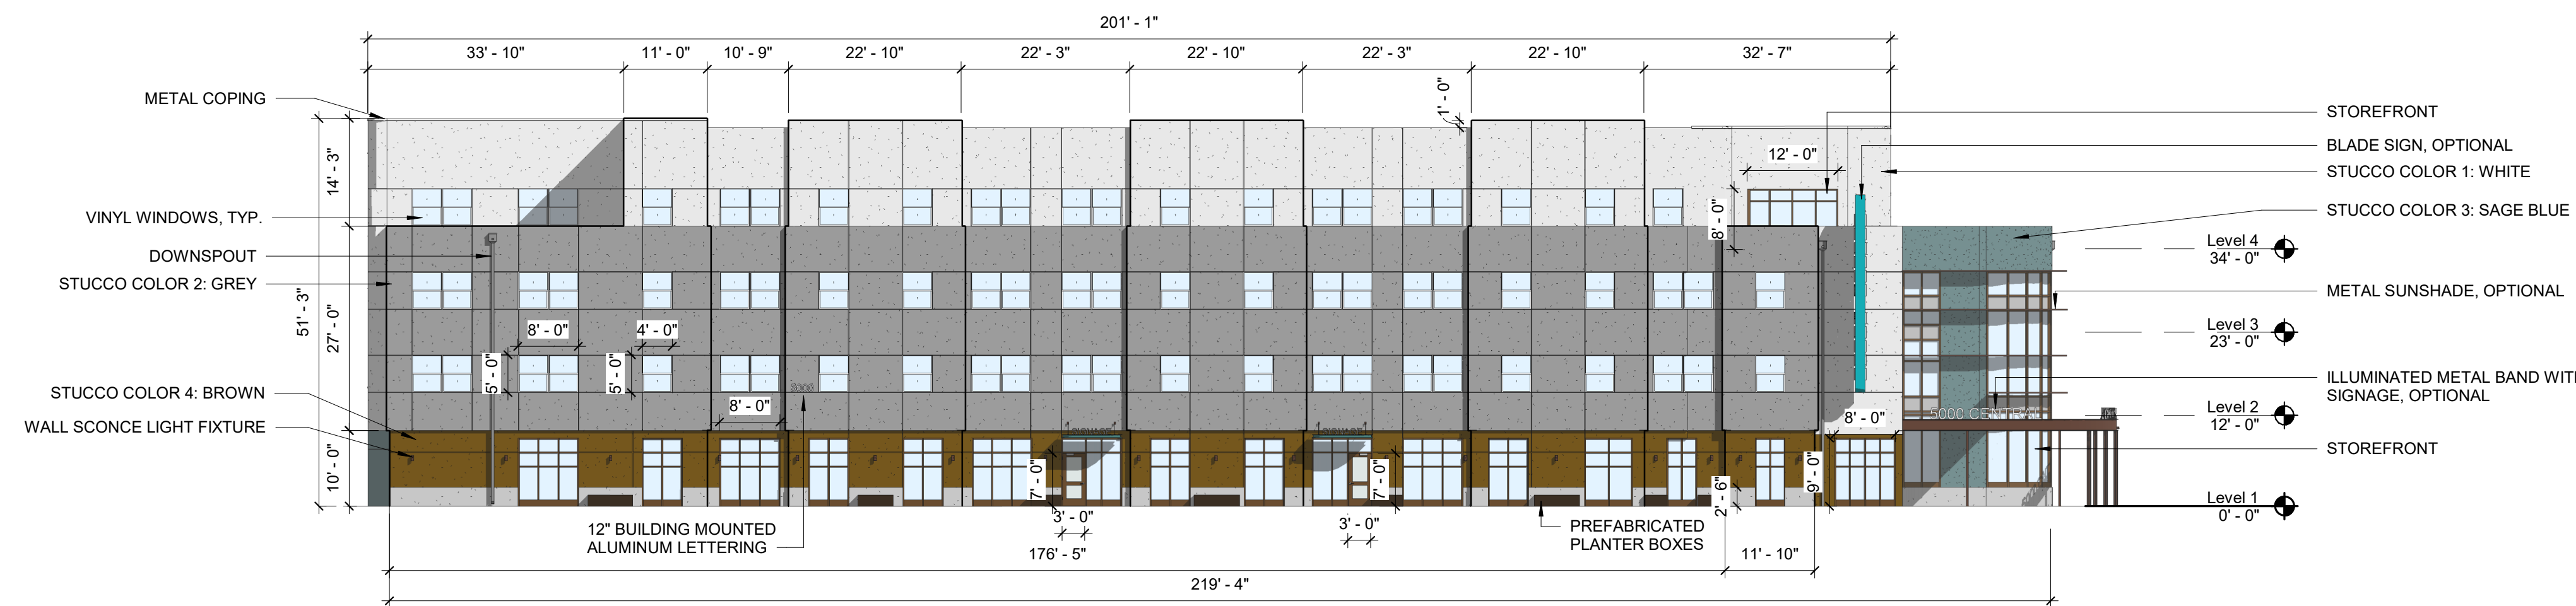 201' - 1"
33' - 10"
11' - 0"
10' - 9"
22' - 10"
22' - 3"
22' - 10"
22' - 3"
22' - 10"
32' - 7"
METAL COPING
VINYL WINDOWS, TYP.
DOWNSPOUT
STUCCO COLOR 2: GREY
STUCCO COLOR 4: BROWN
WALL SCONCE LIGHT FIXTURE
51' - 3"
14' - 3"
27' - 0"
10' - 0"
8' - 0"
4' - 0"
5' - 0"
5' - 0"
8' - 0"
5000
1' - 0"
12' - 0"
8' - 0"
SIGNAGE
SIGNAGE
7' - 0"
7' - 0"
3' - 0"
3' - 0"
2' - 6"
9' - 0"
8' - 0"
5000 CENTRAL
12" BUILDING MOUNTED
ALUMINUM LETTERING
PREFABRICATED
PLANTER BOXES
176' - 5"
11' - 10"
219' - 4"
STOREFRONT
BLADE SIGN, OPTIONAL
STUCCO COLOR 1: WHITE
STUCCO COLOR 3: SAGE BLUE
Level 4
34' - 0"
METAL SUNSHADE, OPTIONAL
Level 3
23' - 0"
ILLUMINATED METAL BAND WIT
SIGNAGE, OPTIONAL
Level 2
12' - 0"
STOREFRONT
Level 1
0' - 0"